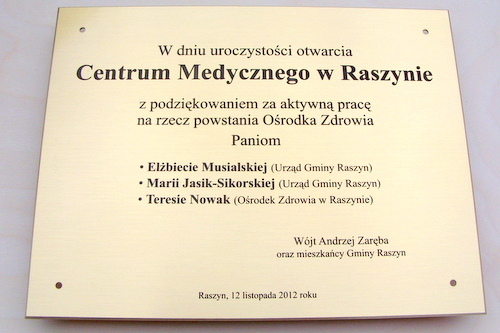 W dniu uroczystości otwarcia
Centrum Medycznego w Raszynie
z podziękowaniem za aktywną pracę
na rzecz powstania Ośrodka Zdrowia
Paniom
• Elżbiecie Musialskiej (Urząd Gminy Raszyn)
• Marii Jasik-Sikorskiej (Urząd Gminy Raszyn)
• Teresie Nowak (Ośrodek Zdrowia w Raszynie)
Wójt Andrzej Zaręba
oraz mieszkańcy Gminy Raszyn
Raszyn, 12 listopada 2012 roku